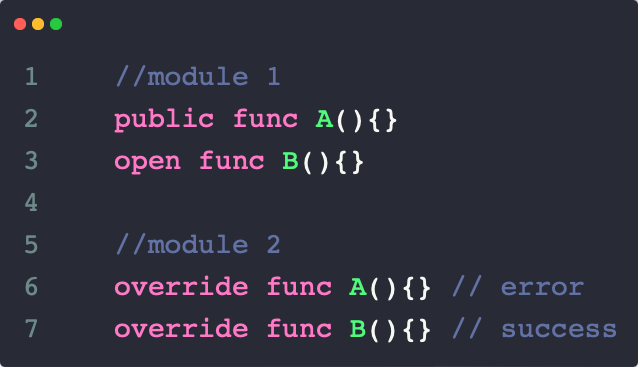 1 //module 1
2 public func A(){}
3 open func B(){}
4
5 //module 2
6 override func A(){} // error
7 override func B(){} // success